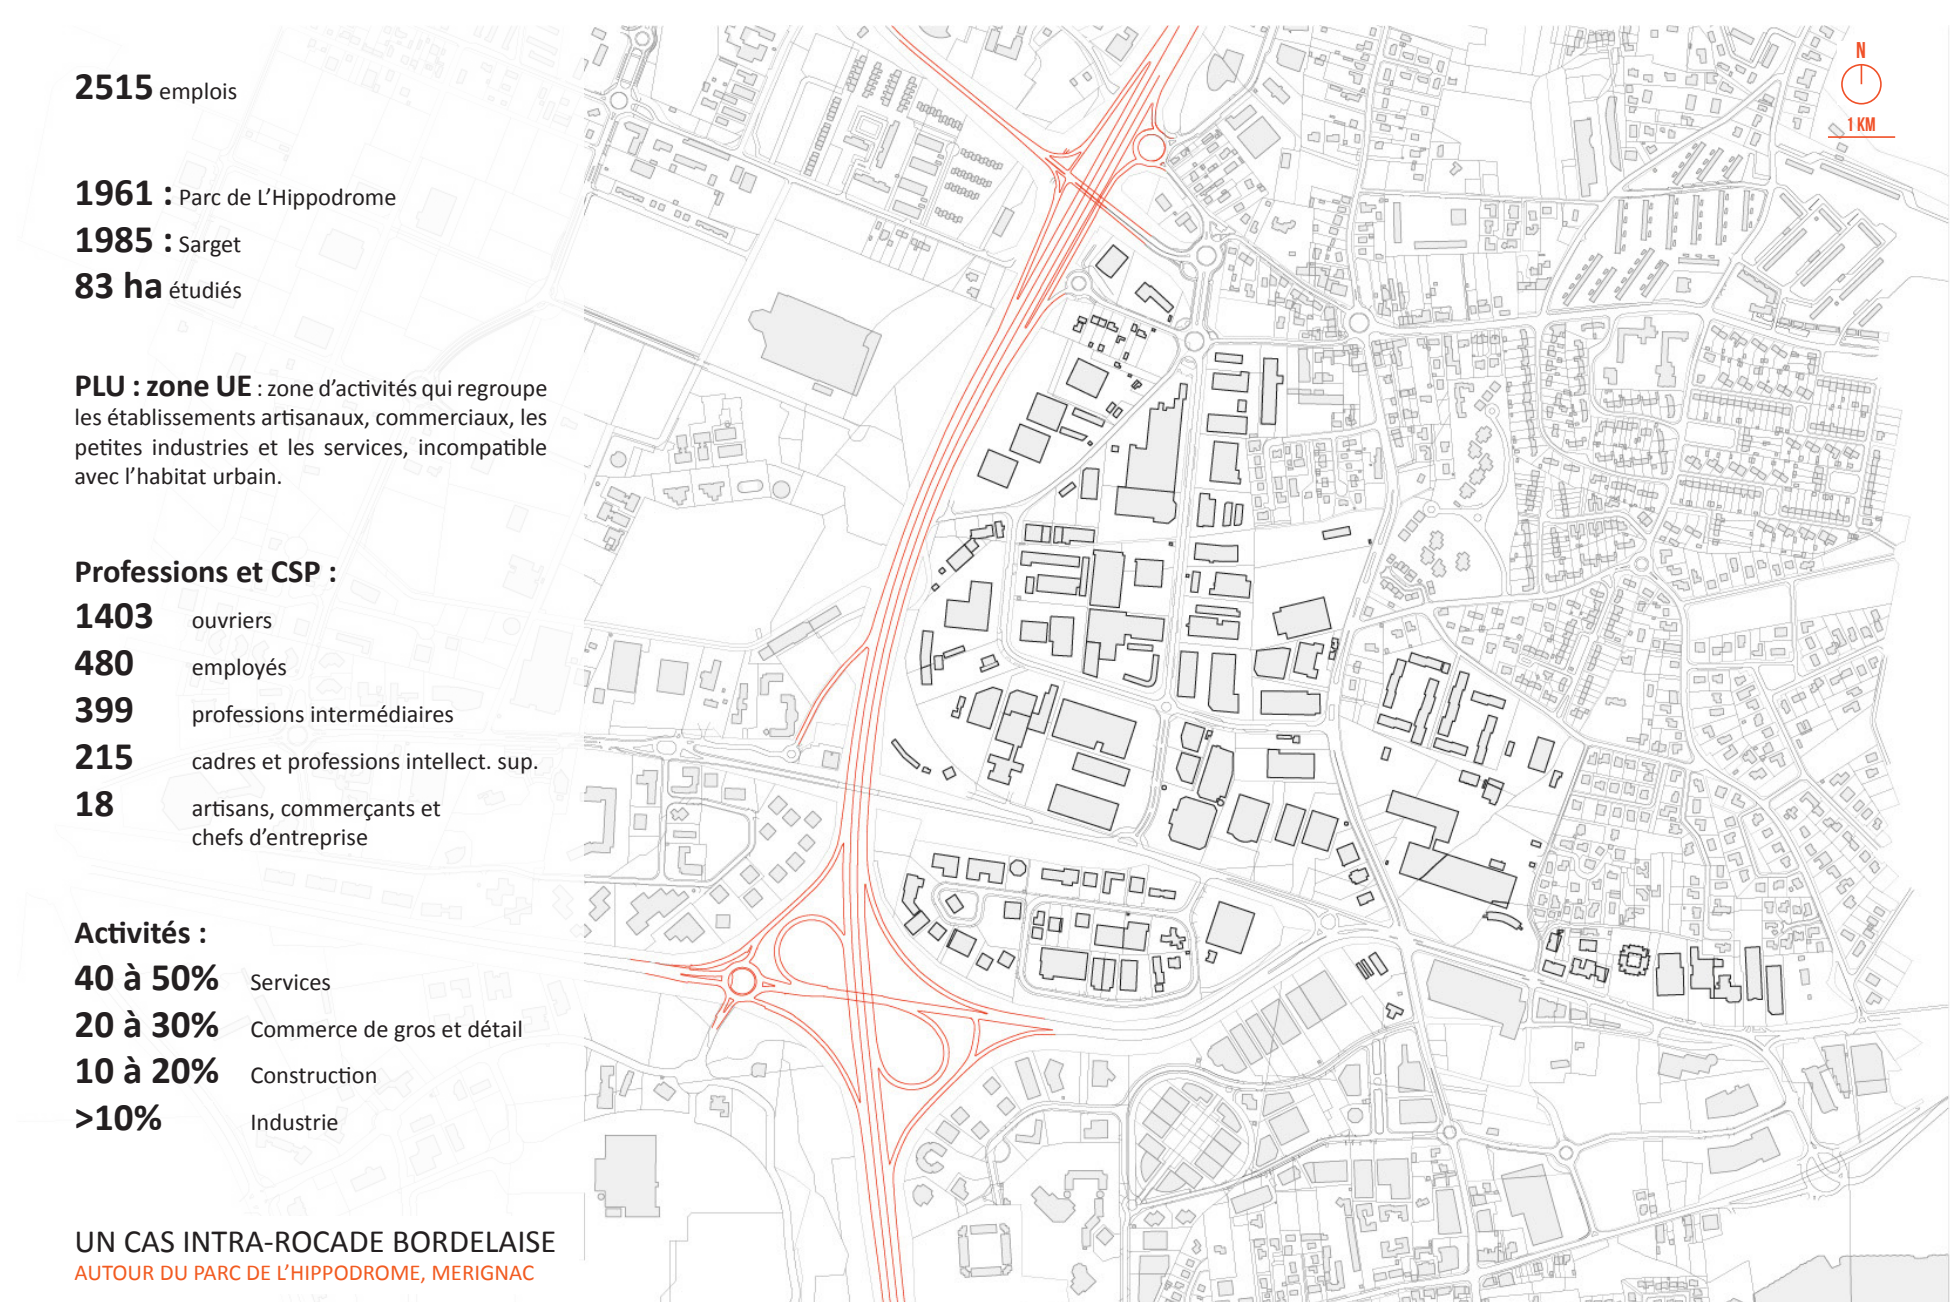 2515 emplois
1961 : Parc de L'Hippodrome
1985 : Sarget
83 ha étudiés
PLU : zone UE : zone d'activités qui regroupe
les établissements artisanaux, commerciaux, les
petites industries et les services, incompatible
avec l'habitat urbain.
Professions et CSP :
1403 ouvriers
480 employés
399 professions intermédiaires
215 cadres et professions intellect. sup.
18 artisans, commerçants et
chefs d'entreprise
Activités :
40 à 50% Services
20 à 30% Commerce de gros et détail
10 à 20% Construction
>10% Industrie
UN CAS INTRA-ROCADE BORDELAISE
AUTOUR DU PARC DE L'HIPPODROME, MERIGNAC
N
1 KM